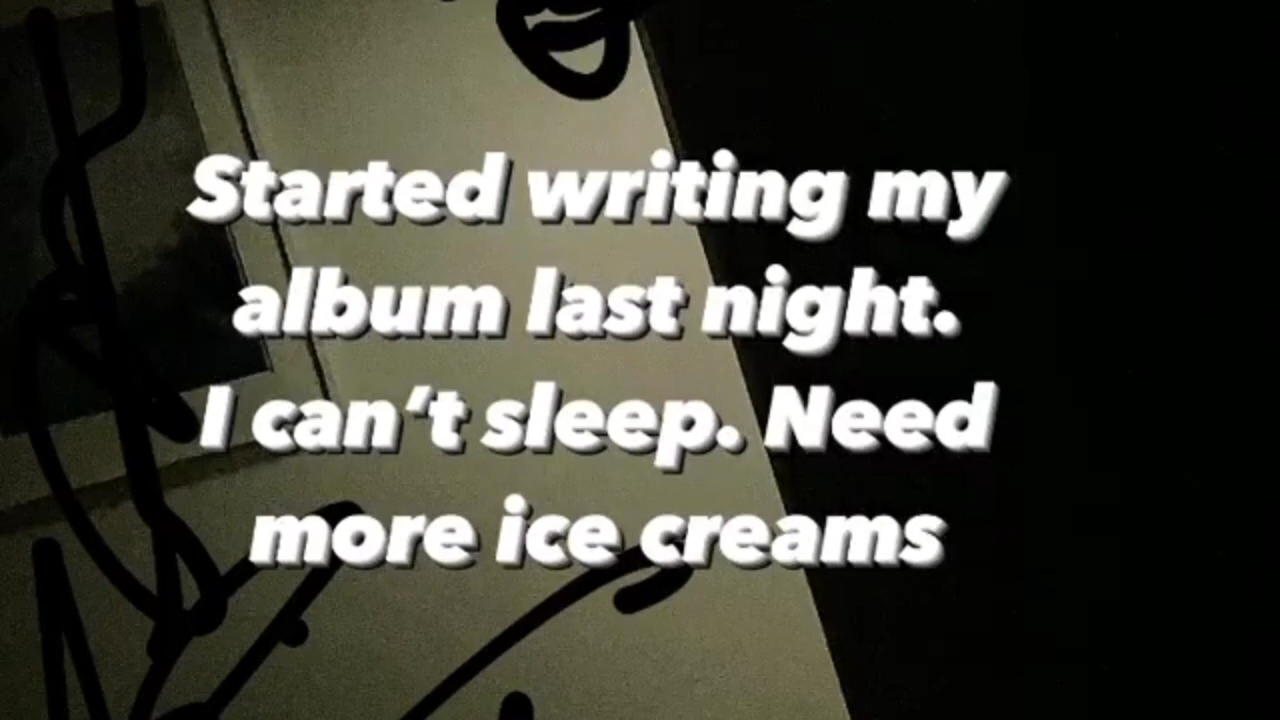 Started writing my
album last night.
I can't sleep. Need
more ice creams